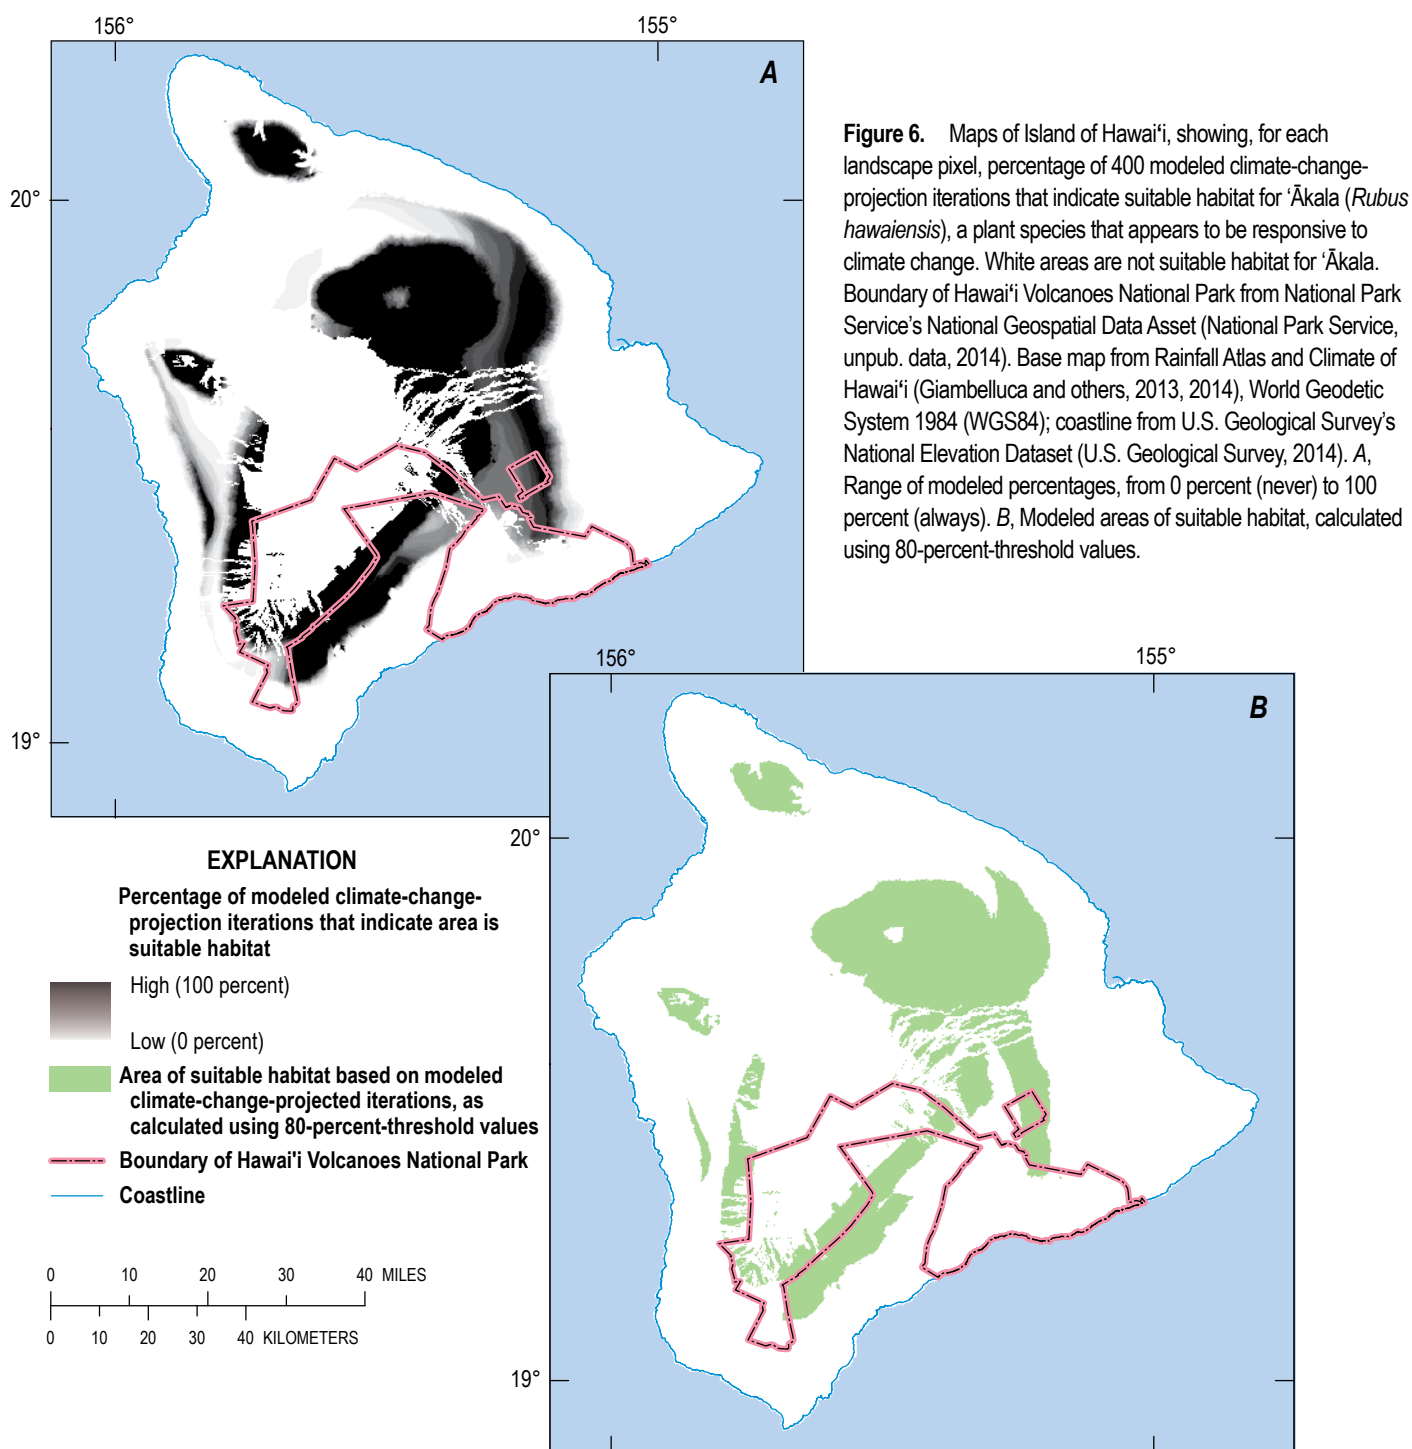 156°
155°
A
20°
19°
Figure 6. Maps of Island of Hawai‘i, showing, for each
landscape pixel, percentage of 400 modeled climate-change-
projection iterations that indicate suitable habitat for ‘Ākala (Rubus
hawaiensis), a plant species that appears to be responsive to
climate change. White areas are not suitable habitat for ‘Ākala.
Boundary of Hawai‘i Volcanoes National Park from National Park
Service’s National Geospatial Data Asset (National Park Service,
unpub. data, 2014). Base map from Rainfall Atlas and Climate of
Hawai‘i (Giambelluca and others, 2013, 2014), World Geodetic
System 1984 (WGS84); coastline from U.S. Geological Survey’s
National Elevation Dataset (U.S. Geological Survey, 2014). A,
Range of modeled percentages, from 0 percent (never) to 100
percent (always). B, Modeled areas of suitable habitat, calculated
using 80-percent-threshold values.
156°
155°
B
20°
19°
EXPLANATION
Percentage of modeled climate-change-
projection iterations that indicate area is
suitable habitat
High (100 percent)
Low (0 percent)
Area of suitable habitat based on modeled
climate-change-projected iterations, as
calculated using 80-percent-threshold values
Boundary of Hawai'i Volcanoes National Park
Coastline
0 10 20 30 40 MILES
0 10 20 30 40 KILOMETERS